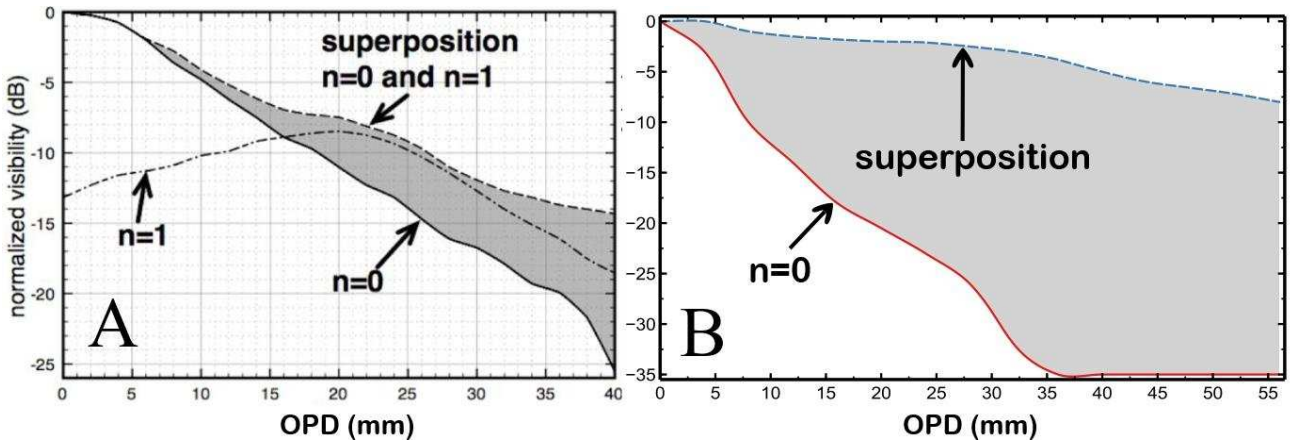 normalized visibility (dB)
0
-5
-10
-15
-20
-25
superposition
n=0 and n=1
n=1
n=0
A
0 5 10 15 20 25 30 35 40
OPD (mm)
0
−5
−10
−15
−20
−25
−30
−35
superposition
n=0
B
0 5 10 15 20 25 30 35 40 45 50 55
OPD (mm)